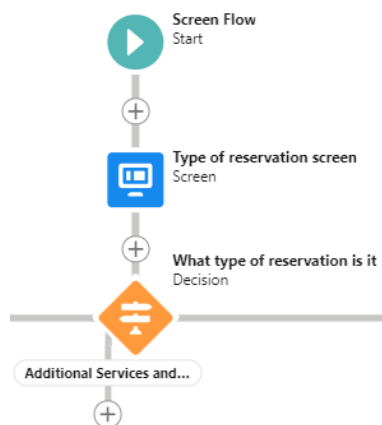 Screen Flow
Start
Type of reservation screen
Screen
What type of reservation is it
Decision
Additional Services and...